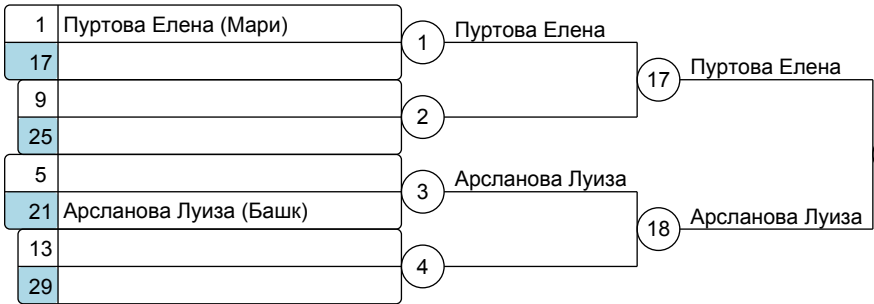 1 Пуртова Елена (Мари)
17
1 Пуртова Елена
9
25
2
17 Пуртова Елена
5
21 Арсланова Луиза (Башк)
3 Арсланова Луиза
13
29
4
18 Арсланова Луиза